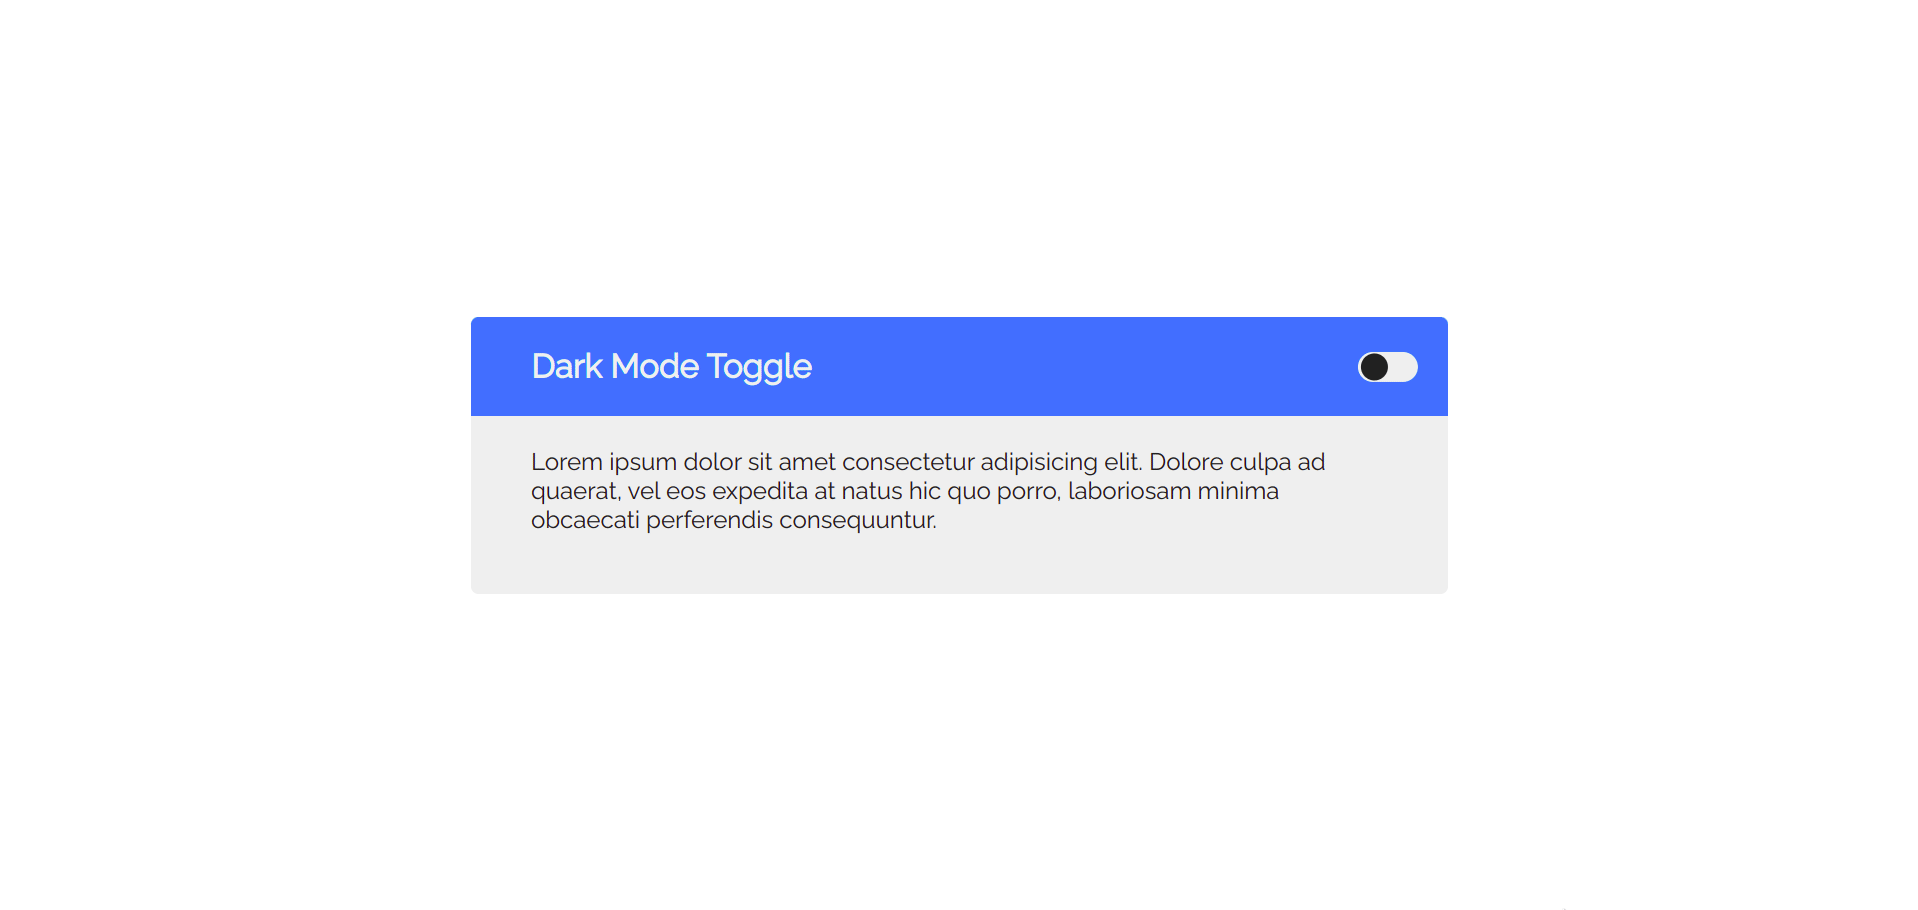 Dark Mode Toggle
Lorem ipsum dolor sit amet consectetur adipisicing elit. Dolore culpa ad
quaerat, vel eos expedita at natus hic quo porro, laboriosam minima
obcaecati perferendis consequuntur.